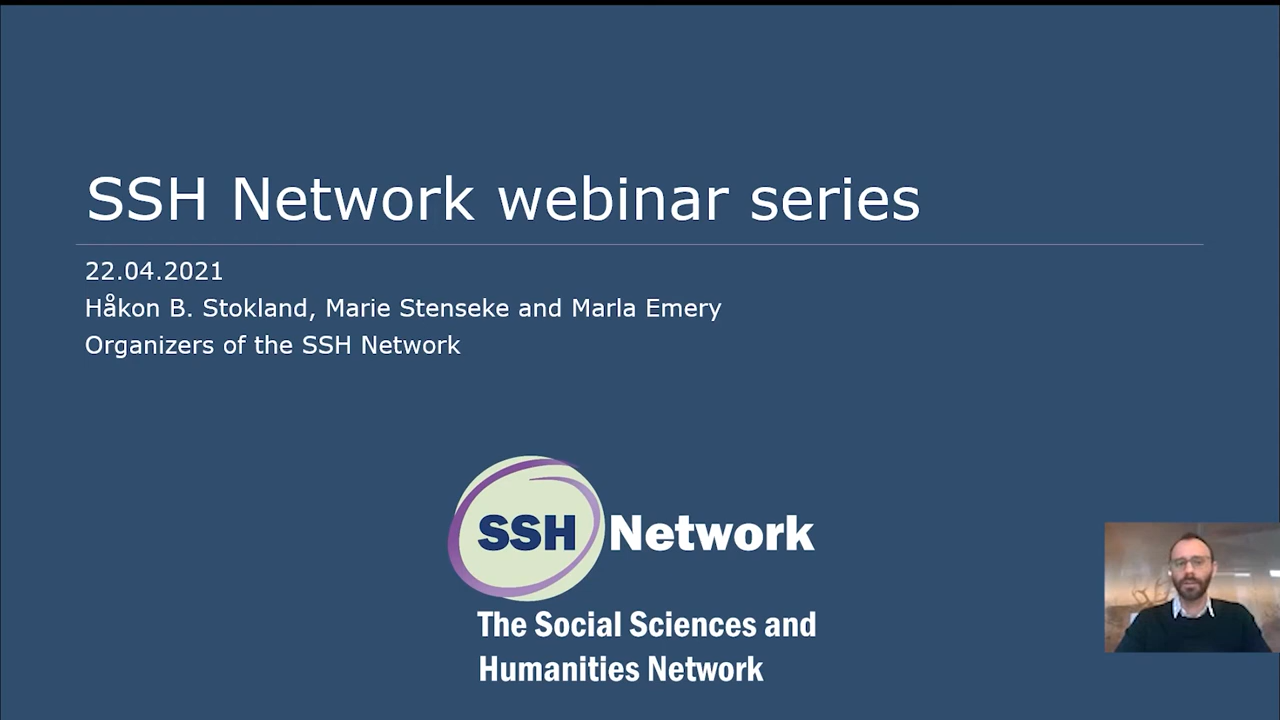 SSH Network webinar series
22.04.2021
Håkon B. Stokland, Marie Stenseke and Marla Emery
Organizers of the SSH Network
SSH Network
The Social Sciences and
Humanities Network